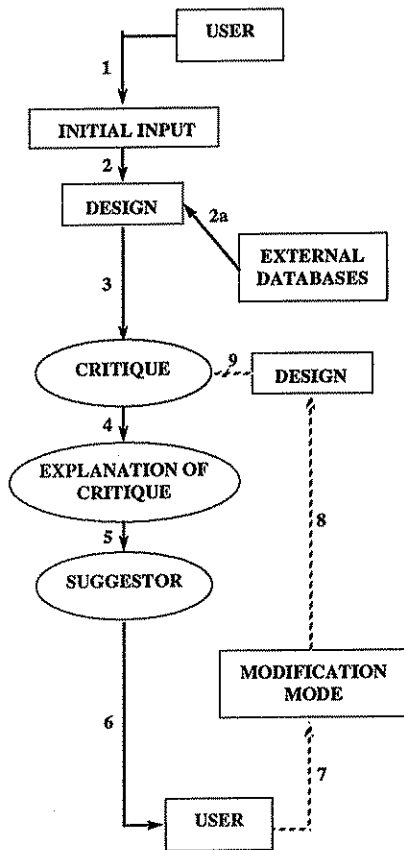 USER
1
INITIAL INPUT
2
DESIGN
2a
EXTERNAL
DATABASES
3
CRITIQUE
9
DESIGN
4
EXPLANATION OF
CRITIQUE
5
SUGGESTOR
8
MODIFICATION
MODE
6
7
USER